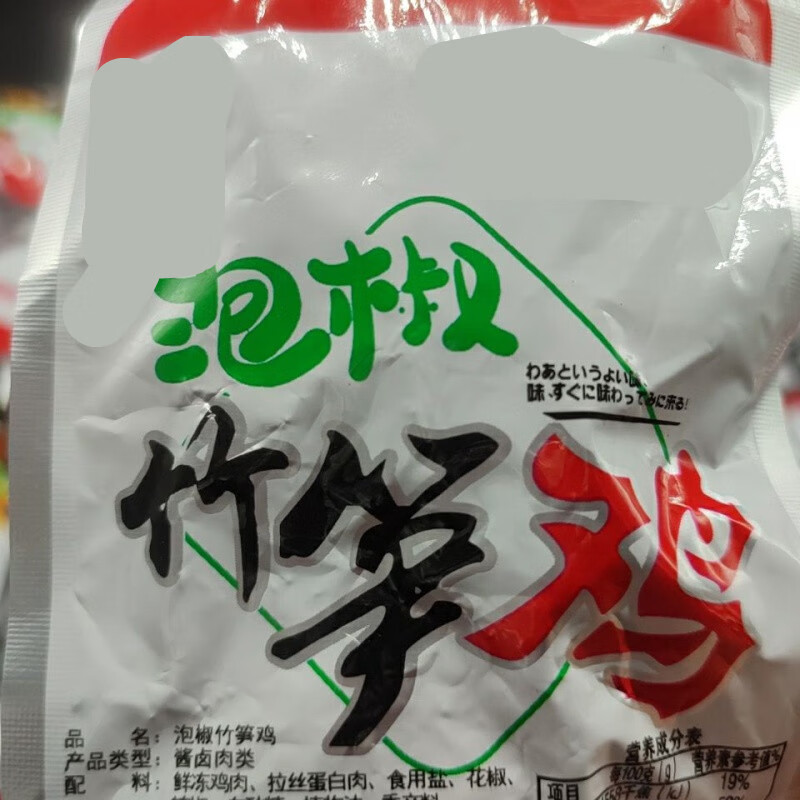 泡椒
わあというよい味、
味、すぐに味わってみに来る!
竹笋鸡
品 名: 泡椒竹笋鸡
产品类型: 酱卤肉类
配 料: 鲜冻鸡肉、拉丝蛋白肉、食用盐、花椒、
营养成分表
项目 每100克(g) 营养素参考值%
19%